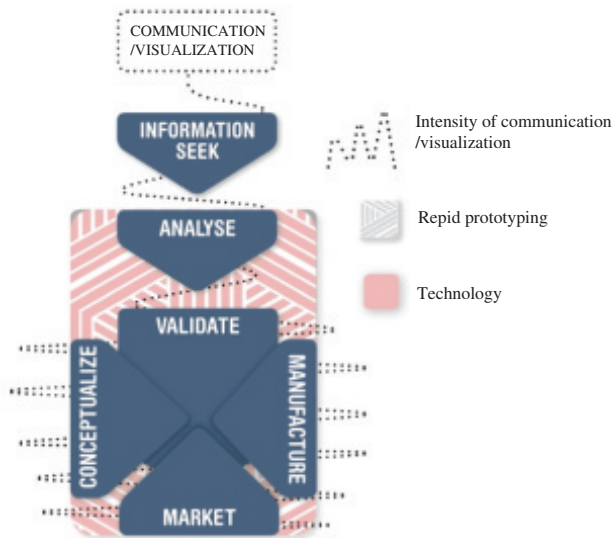 COMMUNICATION
/VISUALIZATION
INFORMATION
SEEK
Intensity of communication
/visualization
ANALYSE
Repid prototyping
Technology
VALIDATE
CONCEPTUALIZE
MANUFACTURE
MARKET